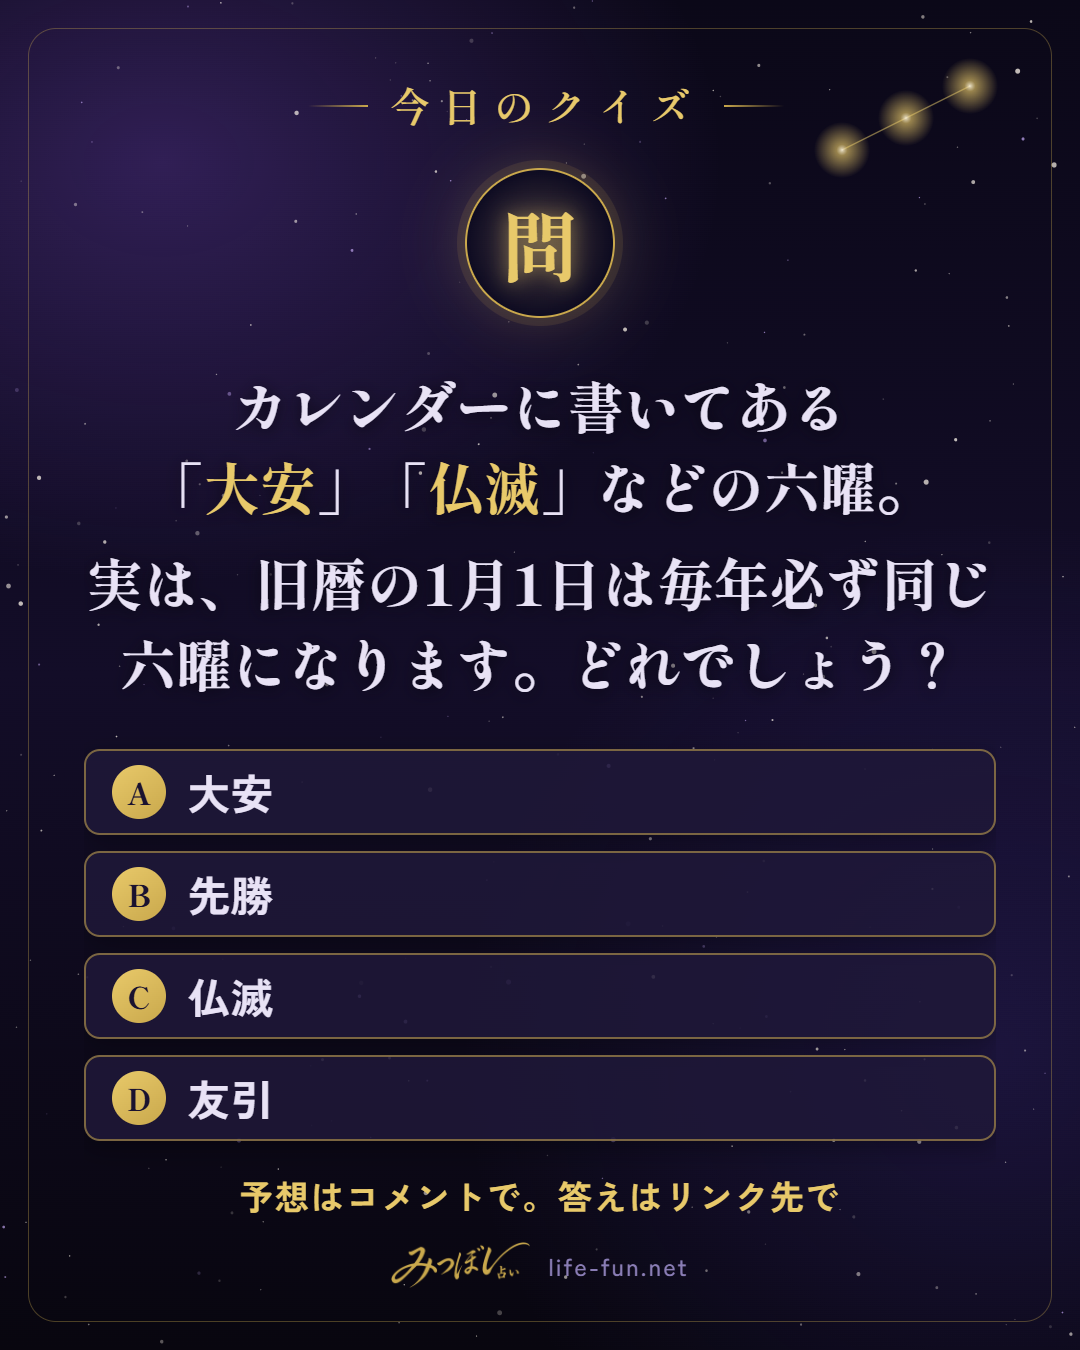 今日のクイズ
問
カレンダーに書いてある
「大安」「仏滅」などの六曜。
実は、旧暦の1月1日は毎年必ず同じ
六曜になります。どれでしょう？
A 大安
B 先勝
C 仏滅
D 友引
予想はコメントで。答えはリンク先で
みつぼし占い life-fun.net